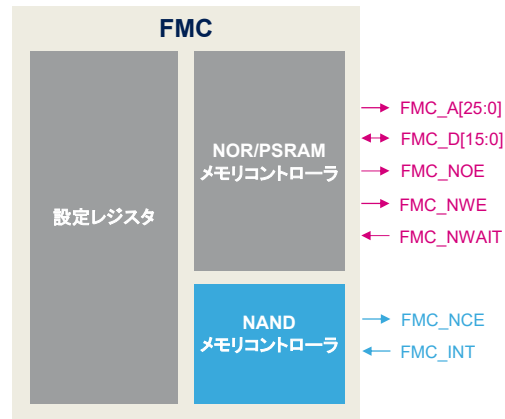 FMC
設定レジスタ
NOR/PSRAM
メモリコントローラ
NAND
メモリコントローラ
FMC_A[25:0]
FMC_D[15:0]
FMC_NOE
FMC_NWE
FMC_NWAIT
FMC_NCE
FMC_INT